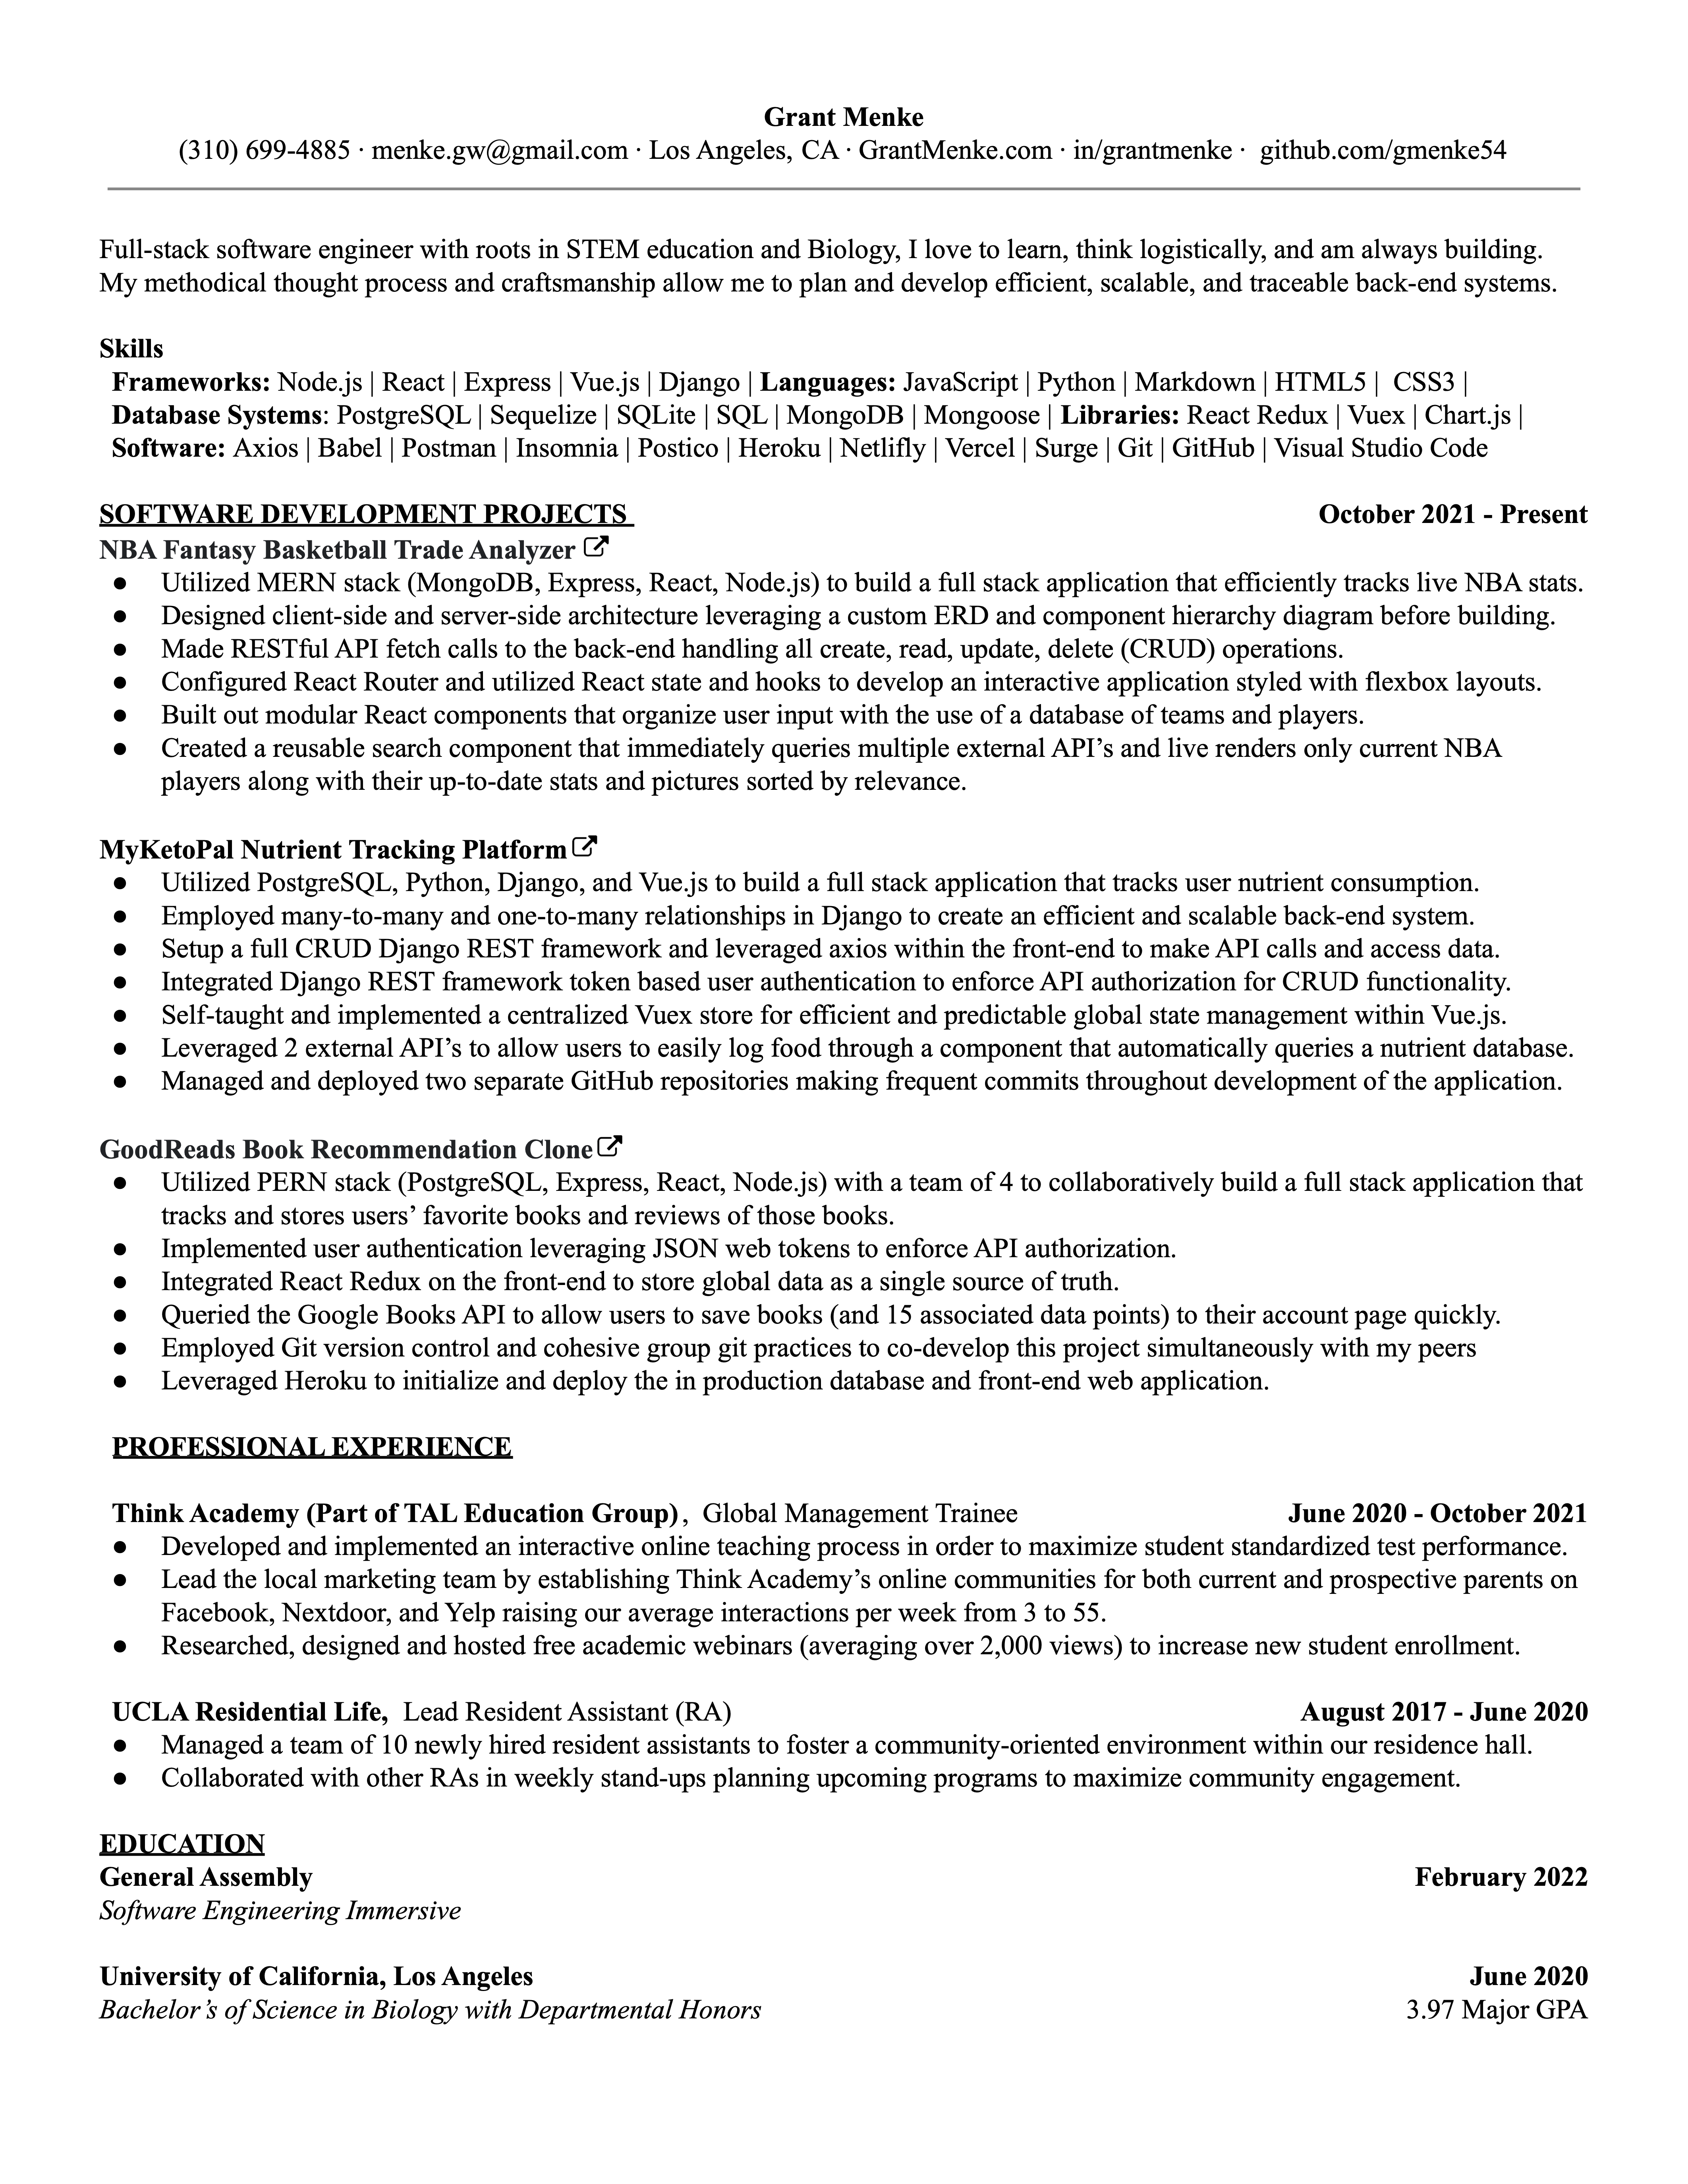 Grant Menke
(310) 699-4885 · menke.gw@gmail.com · Los Angeles, CA · GrantMenke.com · in/grantmenke · github.com/gmenke54
Full-stack software engineer with roots in STEM education and Biology, I love to learn, think logistically, and am always building.
My methodical thought process and craftsmanship allow me to plan and develop efficient, scalable, and traceable back-end systems.
Skills
Frameworks: Node.js | React | Express | Vue.js | Django | Languages: JavaScript | Python | Markdown | HTML5 | CSS3 |
Database Systems: PostgreSQL | Sequelize | SQLite | SQL | MongoDB | Mongoose | Libraries: React Redux | Vuex | Chart.js |
Software: Axios | Babel | Postman | Insomnia | Postico | Heroku | Netlifly | Vercel | Surge | Git | GitHub | Visual Studio Code
SOFTWARE DEVELOPMENT PROJECTS October 2021 - Present
NBA Fantasy Basketball Trade Analyzer
● Utilized MERN stack (MongoDB, Express, React, Node.js) to build a full stack application that efficiently tracks live NBA stats.
● Designed client-side and server-side architecture leveraging a custom ERD and component hierarchy diagram before building.
● Made RESTful API fetch calls to the back-end handling all create, read, update, delete (CRUD) operations.
● Configured React Router and utilized React state and hooks to develop an interactive application styled with flexbox layouts.
● Built out modular React components that organize user input with the use of a database of teams and players.
● Created a reusable search component that immediately queries multiple external API’s and live renders only current NBA
players along with their up-to-date stats and pictures sorted by relevance.
MyKetoPal Nutrient Tracking Platform
● Utilized PostgreSQL, Python, Django, and Vue.js to build a full stack application that tracks user nutrient consumption.
● Employed many-to-many and one-to-many relationships in Django to create an efficient and scalable back-end system.
● Setup a full CRUD Django REST framework and leveraged axios within the front-end to make API calls and access data.
● Integrated Django REST framework token based user authentication to enforce API authorization for CRUD functionality.
● Self-taught and implemented a centralized Vuex store for efficient and predictable global state management within Vue.js.
● Leveraged 2 external API’s to allow users to easily log food through a component that automatically queries a nutrient database.
● Managed and deployed two separate GitHub repositories making frequent commits throughout development of the application.
GoodReads Book Recommendation Clone
● Utilized PERN stack (PostgreSQL, Express, React, Node.js) with a team of 4 to collaboratively build a full stack application that
tracks and stores users’ favorite books and reviews of those books.
● Implemented user authentication leveraging JSON web tokens to enforce API authorization.
● Integrated React Redux on the front-end to store global data as a single source of truth.
● Queried the Google Books API to allow users to save books (and 15 associated data points) to their account page quickly.
● Employed Git version control and cohesive group git practices to co-develop this project simultaneously with my peers
● Leveraged Heroku to initialize and deploy the in production database and front-end web application.
PROFESSIONAL EXPERIENCE
Think Academy (Part of TAL Education Group), Global Management Trainee June 2020 - October 2021
● Developed and implemented an interactive online teaching process in order to maximize student standardized test performance.
● Lead the local marketing team by establishing Think Academy’s online communities for both current and prospective parents on
Facebook, Nextdoor, and Yelp raising our average interactions per week from 3 to 55.
● Researched, designed and hosted free academic webinars (averaging over 2,000 views) to increase new student enrollment.
UCLA Residential Life, Lead Resident Assistant (RA) August 2017 - June 2020
● Managed a team of 10 newly hired resident assistants to foster a community-oriented environment within our residence hall.
● Collaborated with other RAs in weekly stand-ups planning upcoming programs to maximize community engagement.
EDUCATION
General Assembly February 2022
Software Engineering Immersive
University of California, Los Angeles June 2020
Bachelor’s of Science in Biology with Departmental Honors 3.97 Major GPA